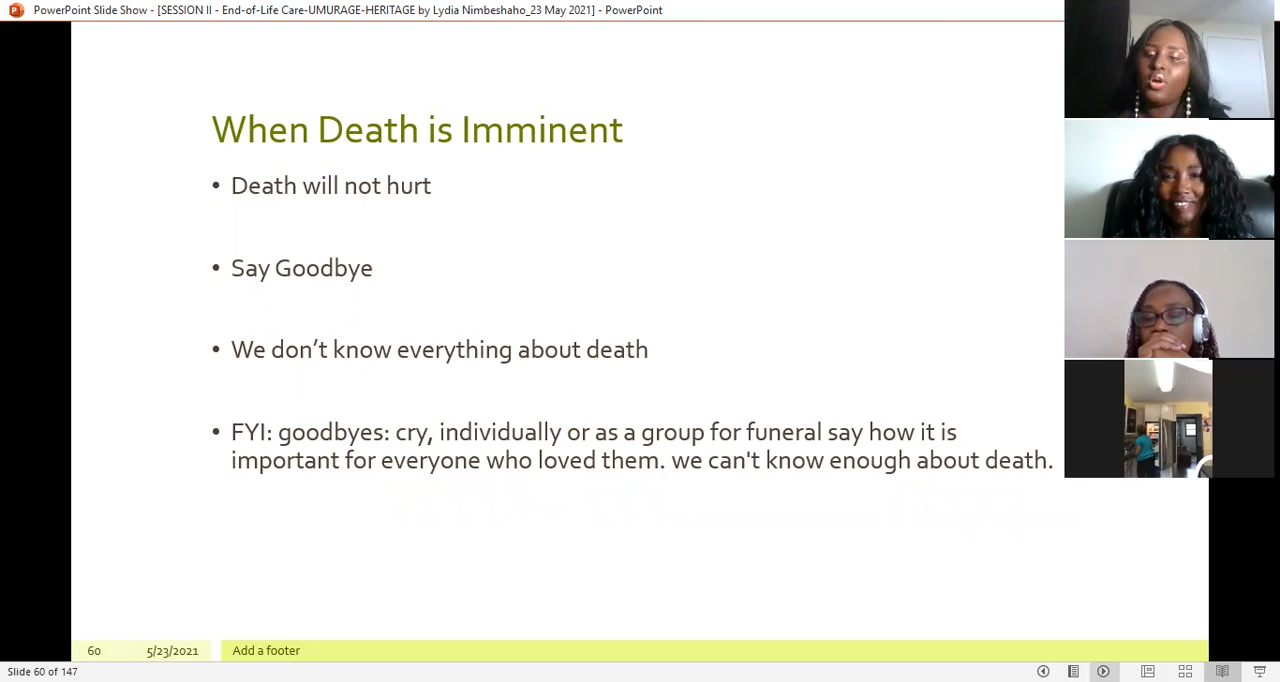 PowerPoint Slide Show - [SESSION II - End-of-Life Care-UMURAGE-HERITAGE by Lydia Nimbeshaho_23 May 2021] - PowerPoint
When Death is Imminent
• Death will not hurt
• Say Goodbye
• We don’t know everything about death
• FYI: goodbyes: cry, individually or as a group for funeral say how it is
important for everyone who loved them. we can't know enough about death.
60 5/23/2021 Add a footer
Slide 60 of 147